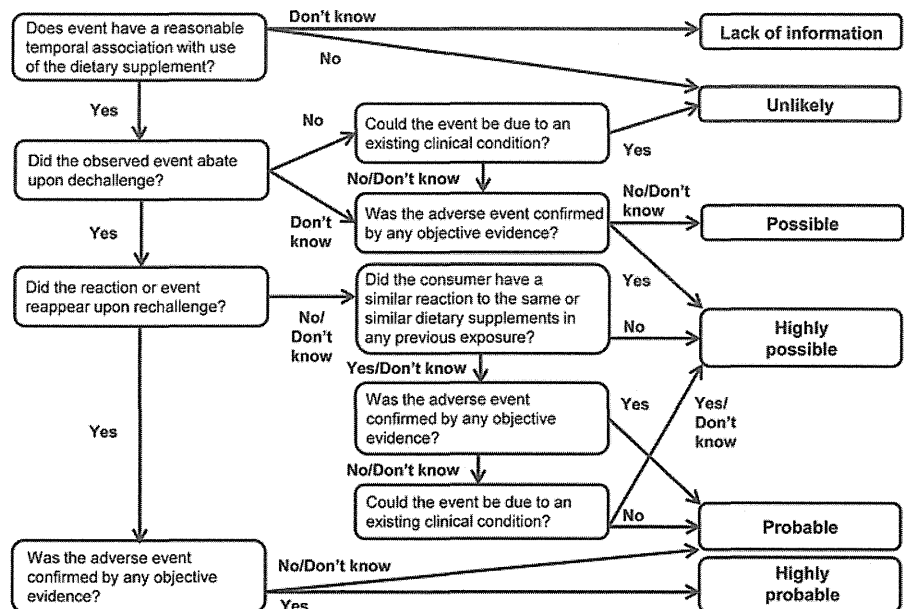 Does event have a reasonable
temporal association with use
of the dietary supplement?
Don't know
Lack of information
No
Unlikely
Yes
No
Could the event be due to an
existing clinical condition?
Yes
Did the observed event abate
upon dechallenge?
No/Don't know
Don't
know
Was the adverse event confirmed
by any objective evidence?
No/Don't
know
Possible
Yes
Yes
Did the reaction or event
reappear upon rechallenge?
No/
Don't
know
Did the consumer have a
similar reaction to the same or
similar dietary supplements in
any previous exposure?
No
Highly
possible
Yes/Don't know
Was the adverse event
confirmed by any objective
evidence?
Yes
Yes/
Don't
know
Yes
No/Don't know
Could the event be due to an
existing clinical condition?
No
Probable
Was the adverse event
confirmed by any objective
evidence?
No/Don't know
Yes
Highly
probable